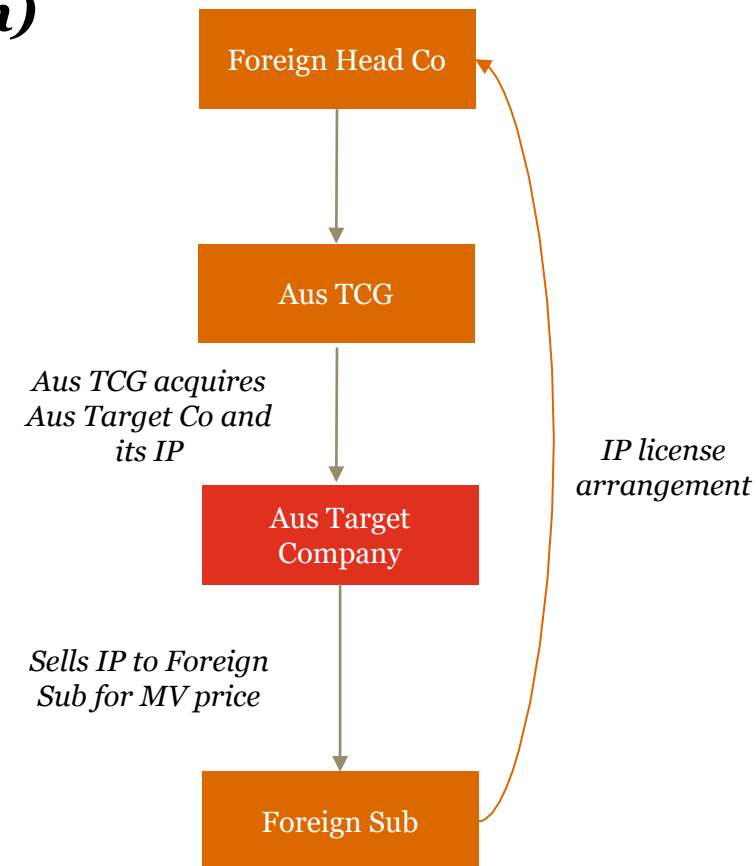 Foreign Head Co
Aus TCG
Aus TCG acquires
Aus Target Co and
its IP
IP license
arrangement
Aus Target
Company
Sells IP to Foreign
Sub for MV price
Foreign Sub